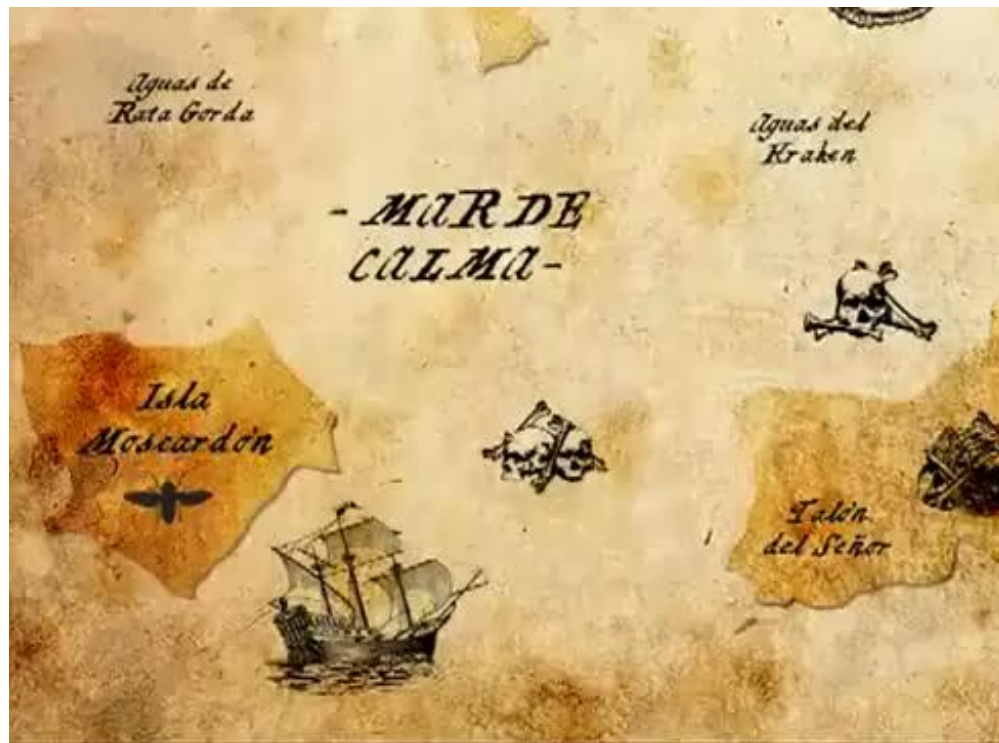 Aguas de
Rata Gorda
Aguas del
Kraken
- MAR DE
CALMA -
Isla
Moscardón
Talón
del Señor